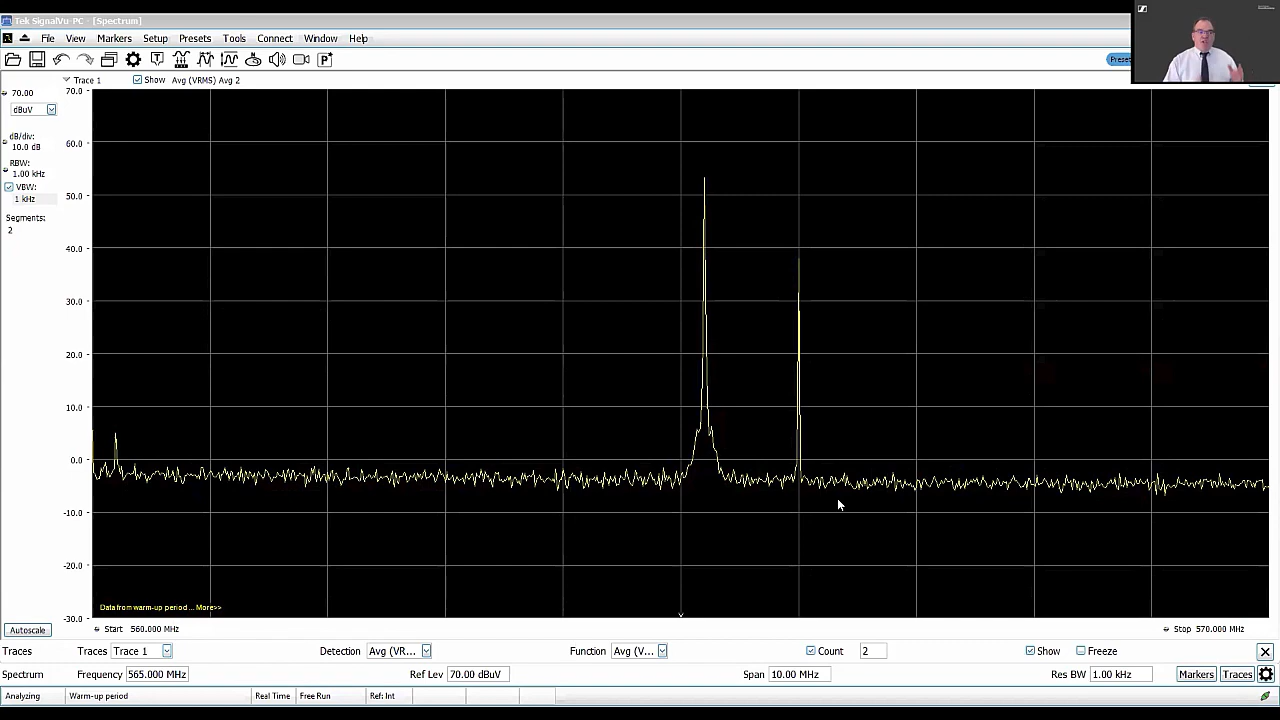 Tek SignalVu-PC - [Spectrum]
File View Markers Setup Presets Tools Connect Window Help
Preset
Trace 1 Show Avg (VRMS) Avg 2
70.00
dBuV
dB/div:
10.0 dB
RBW:
1.00 kHz
VBW:
1 kHz
Segments:
2
70.0
60.0
50.0
40.0
30.0
20.0
10.0
0.0
-10.0
-20.0
-30.0
Data from warm-up period ... More>>
Autoscale Start 560.000 MHz Stop 570.000 MHz
Traces Traces Trace 1 Detection Avg (VR... Function Avg (V... Count 2 Show Freeze
Spectrum Frequency 565.000 MHz Ref Lev 70.00 dBuV Span 10.00 MHz Res BW 1.00 kHz Markers Traces
Analyzing Warm-up period Real Time Free Run Ref: Int